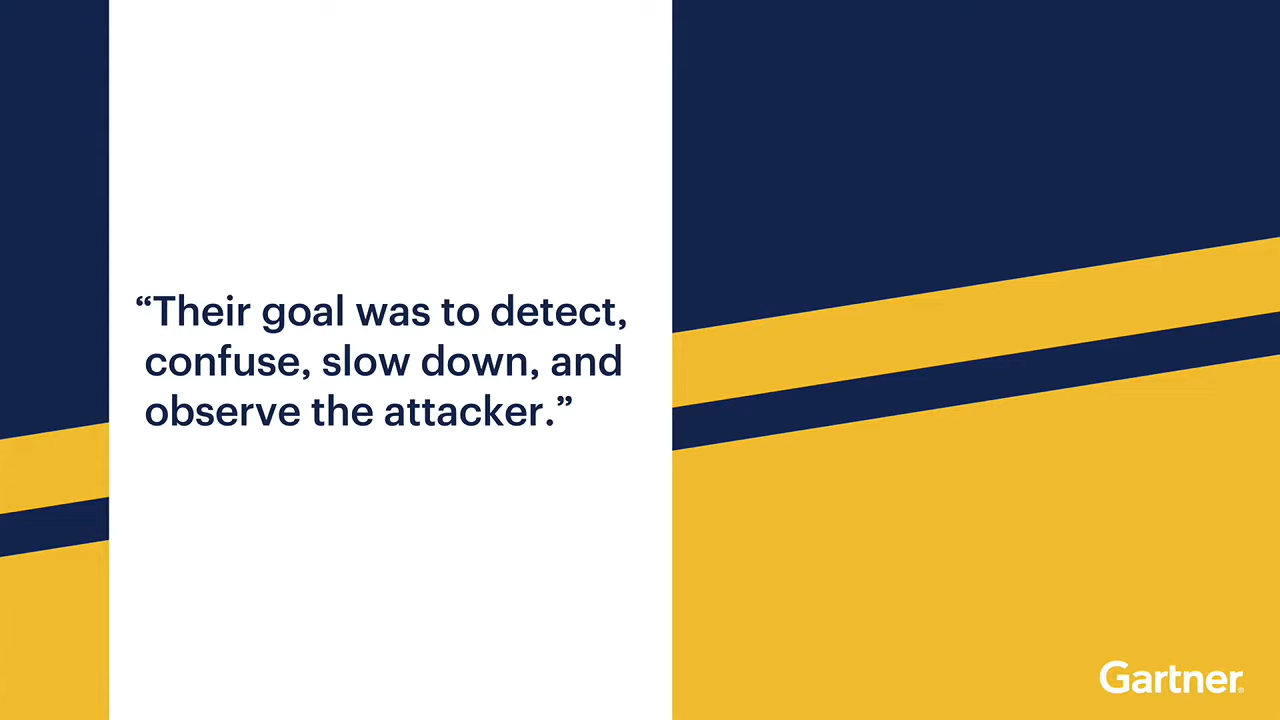 “Their goal was to detect,
confuse, slow down, and
observe the attacker.”
Gartner®